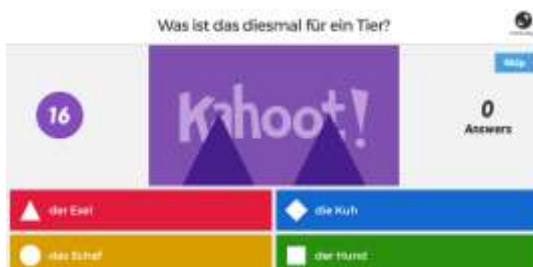 Was ist das diesmal für ein Tier?
Skip
16
Kahoot!
0
Answers
der Esel
die Kuh
das Schaf
der Hund